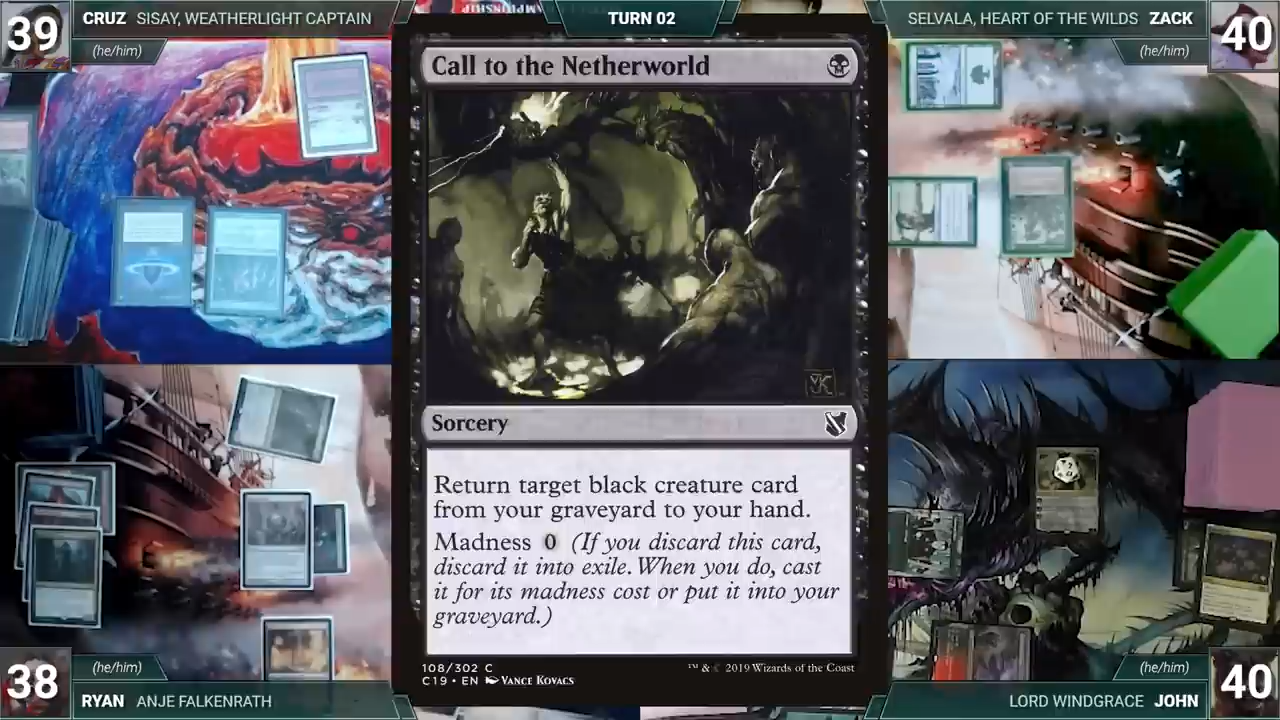 39
CRUZ SISAY, WEATHERLIGHT CAPTAIN
(he/him)
TURN 02
SELVALA, HEART OF THE WILDS ZACK
(he/him)
40
Call to the Netherworld
VK
Sorcery
Return target black creature card
from your graveyard to your hand.
Madness 0 (If you discard this card,
discard it into exile. When you do, cast
it for its madness cost or put it into your
graveyard.)
108/302 C
C19 • EN VANCE KOVACS
™ & © 2019 Wizards of the Coast
38
(he/him)
RYAN ANJE FALKENRATH
(he/him)
LORD WINDGRACE JOHN
40